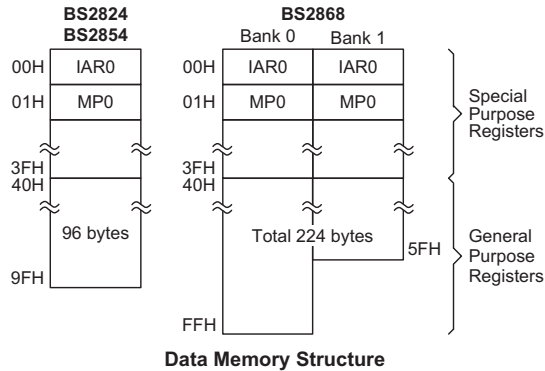 BS2824
BS2854
00H
IAR0
01H
MP0
3FH
40H
96 bytes
9FH
BS2868
Bank 0
Bank 1
00H
IAR0
IAR0
01H
MP0
MP0
3FH
40H
Total 224 bytes
5FH
FFH
Special
Purpose
Registers
General
Purpose
Registers
Data Memory Structure